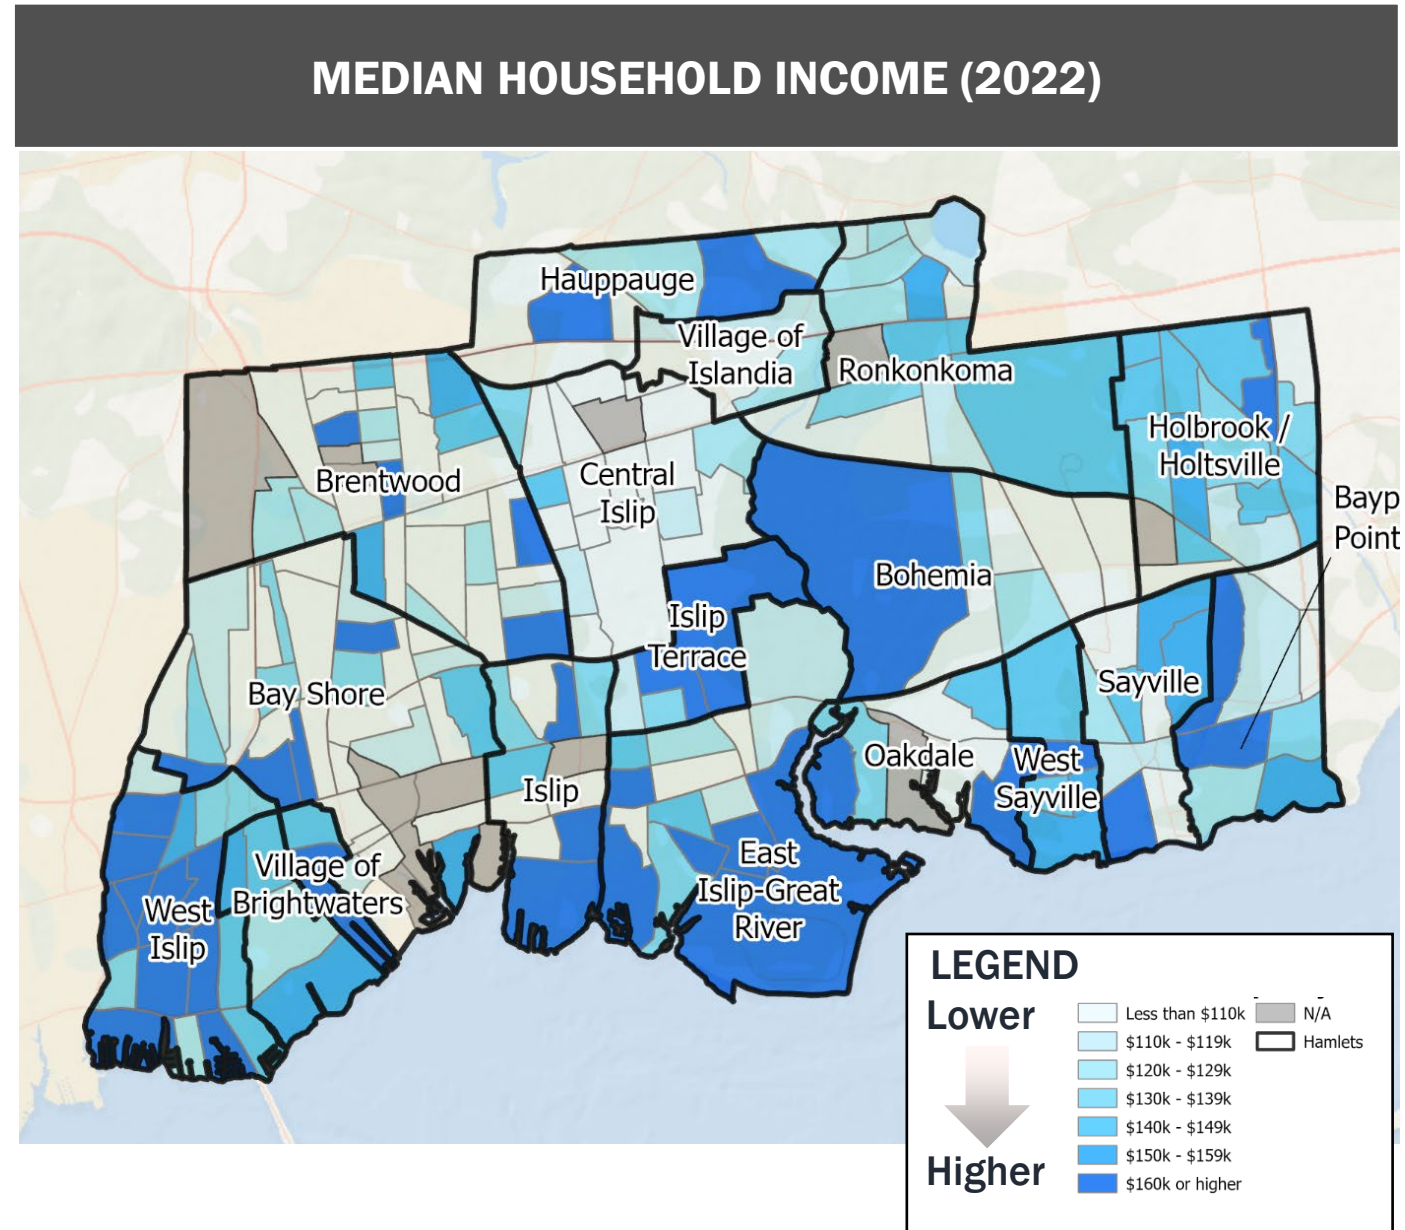 MEDIAN HOUSEHOLD INCOME (2022)
Hauppauge
Village of
Islandia
Ronkonkoma
Holbrook /
Holtsville
Brentwood
Central
Islip
Bayp
Point
Bohemia
Islip
Terrace
Bay Shore
Sayville
Oakdale
West
Sayville
Islip
East
Islip-Great
River
Village of
Brightwaters
West
Islip
LEGEND
Lower
Higher
Less than $110k
$110k - $119k
$120k - $129k
$130k - $139k
$140k - $149k
$150k - $159k
$160k or higher
N/A
Hamlets